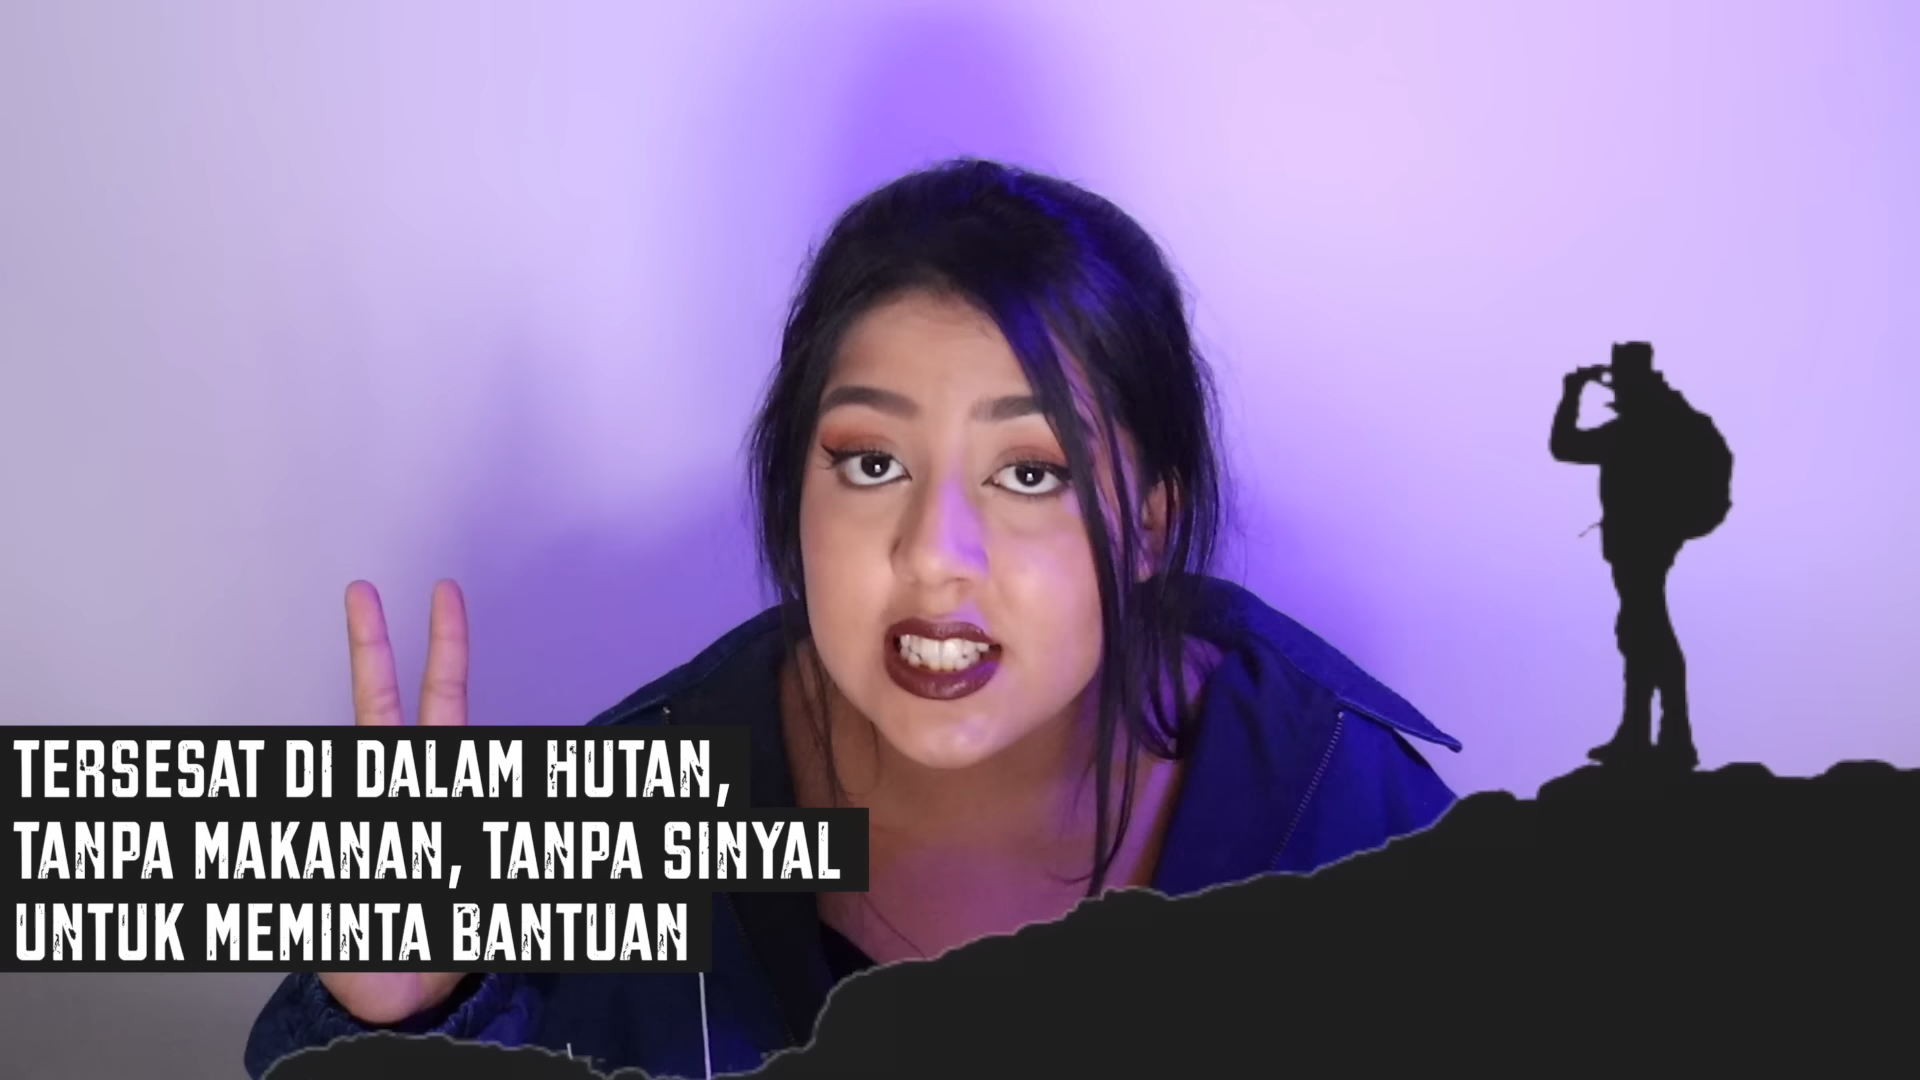 TERSESAT DI DALAM HUTAN,
TANPA MAKANAN, TANPA SINYAL
UNTUK MEMINTA BANTUAN